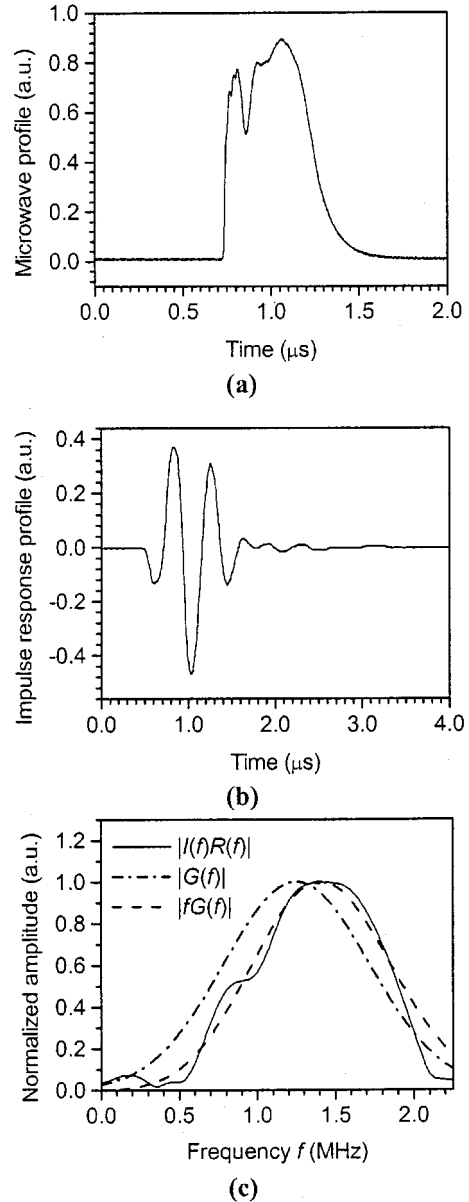 Microwave profile (a.u.)
1.0
0.8
0.6
0.4
0.2
0.0
0.0 0.5 1.0 1.5 2.0
Time (μs)
(a)
Impulse response profile (a.u.)
0.4
0.2
0.0
-0.2
-0.4
0.0 1.0 2.0 3.0 4.0
Time (μs)
(b)
Normalized amplitude (a.u.)
1.2
1.0
0.8
0.6
0.4
0.2
0.0
|I(f)R(f)|
|G(f)|
|fG(f)|
0.0 0.5 1.0 1.5 2.0
Frequency f (MHz)
(c)